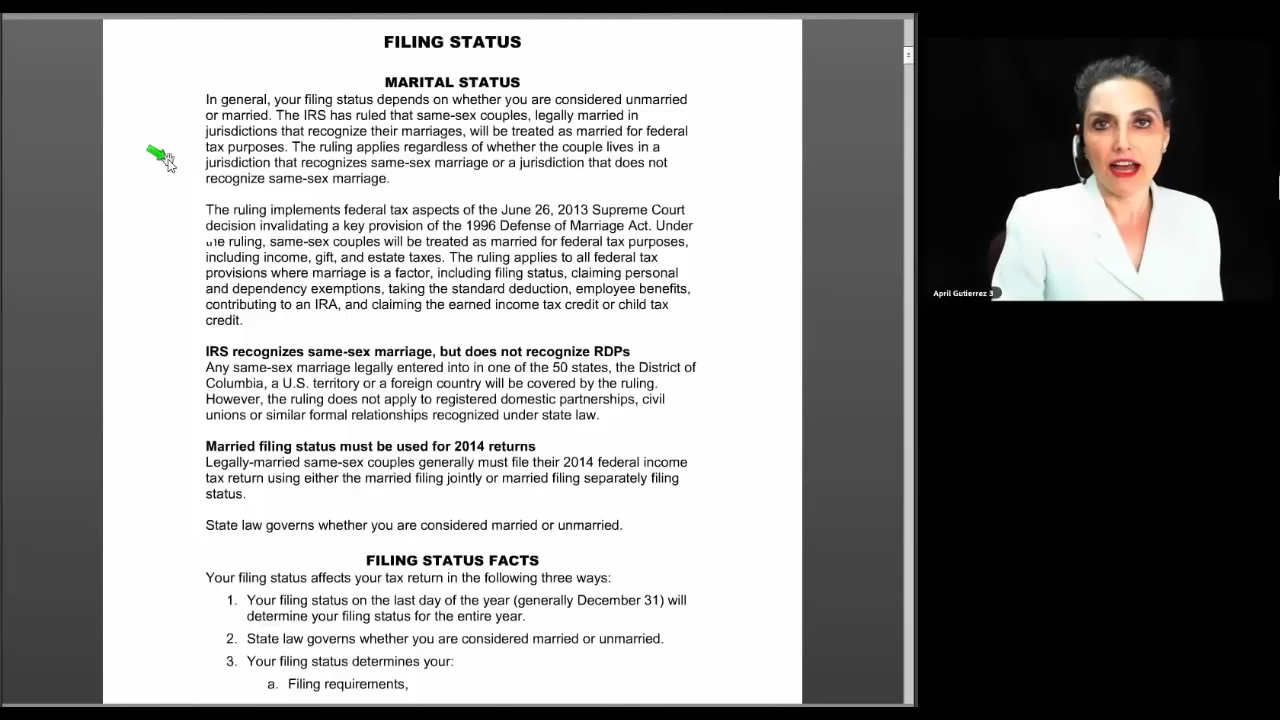 FILING STATUS
MARITAL STATUS
In general, your filing status depends on whether you are considered unmarried
or married. The IRS has ruled that same-sex couples, legally married in
jurisdictions that recognize their marriages, will be treated as married for federal
tax purposes. The ruling applies regardless of whether the couple lives in a
jurisdiction that recognizes same-sex marriage or a jurisdiction that does not
recognize same-sex marriage.
The ruling implements federal tax aspects of the June 26, 2013 Supreme Court
decision invalidating a key provision of the 1996 Defense of Marriage Act. Under
the ruling, same-sex couples will be treated as married for federal tax purposes,
including income, gift, and estate taxes. The ruling applies to all federal tax
provisions where marriage is a factor, including filing status, claiming personal
and dependency exemptions, taking the standard deduction, employee benefits,
contributing to an IRA, and claiming the earned income tax credit or child tax
credit.
IRS recognizes same-sex marriage, but does not recognize RDPs
Any same-sex marriage legally entered into in one of the 50 states, the District of
Columbia, a U.S. territory or a foreign country will be covered by the ruling.
However, the ruling does not apply to registered domestic partnerships, civil
unions or similar formal relationships recognized under state law.
Married filing status must be used for 2014 returns
Legally-married same-sex couples generally must file their 2014 federal income
tax return using either the married filing jointly or married filing separately filing
status.
State law governs whether you are considered married or unmarried.
FILING STATUS FACTS
Your filing status affects your tax return in the following three ways:
1. Your filing status on the last day of the year (generally December 31) will
determine your filing status for the entire year.
2. State law governs whether you are considered married or unmarried.
3. Your filing status determines your:
a. Filing requirements,
April Gutierrez 3